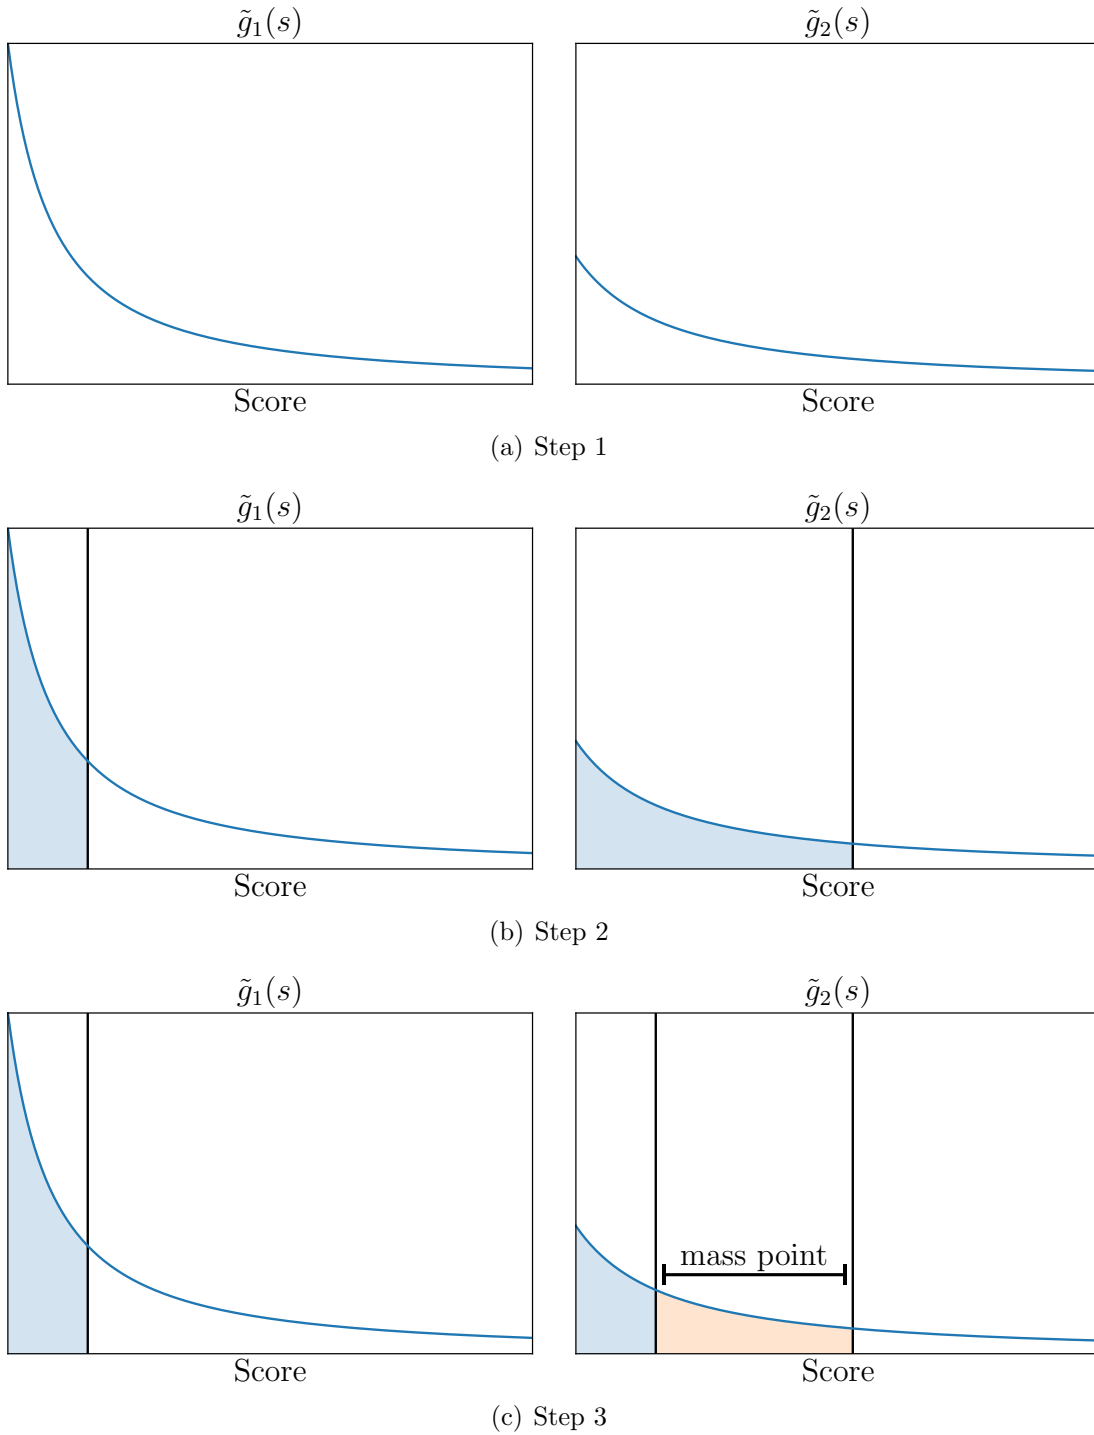 g̃₁(s) g̃₂(s)
Score Score
(a) Step 1
g̃₁(s) g̃₂(s)
Score Score
(b) Step 2
g̃₁(s) g̃₂(s)
mass point
Score Score
(c) Step 3